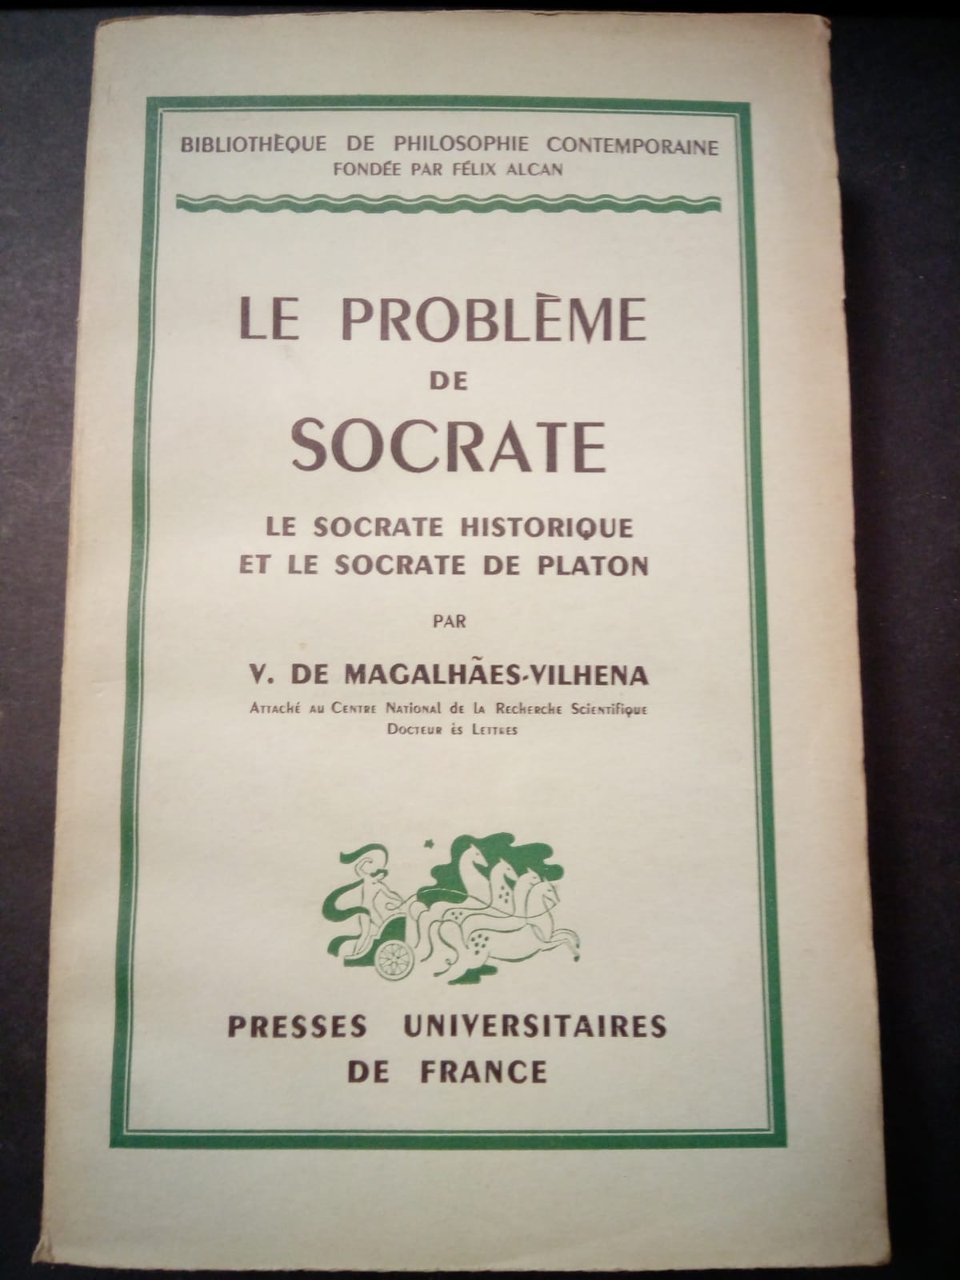 BIBLIOTHÈQUE DE PHILOSOPHIE CONTEMPORAINE
FONDÉE PAR FÉLIX ALCAN
LE PROBLÈME
DE
SOCRATE
LE SOCRATE HISTORIQUE
ET LE SOCRATE DE PLATON
PAR
V. DE MAGALHÃES-VILHENA
Attaché au Centre National de la Recherche Scientifique
Docteur ès Lettres
PRESSES UNIVERSITAIRES
DE FRANCE